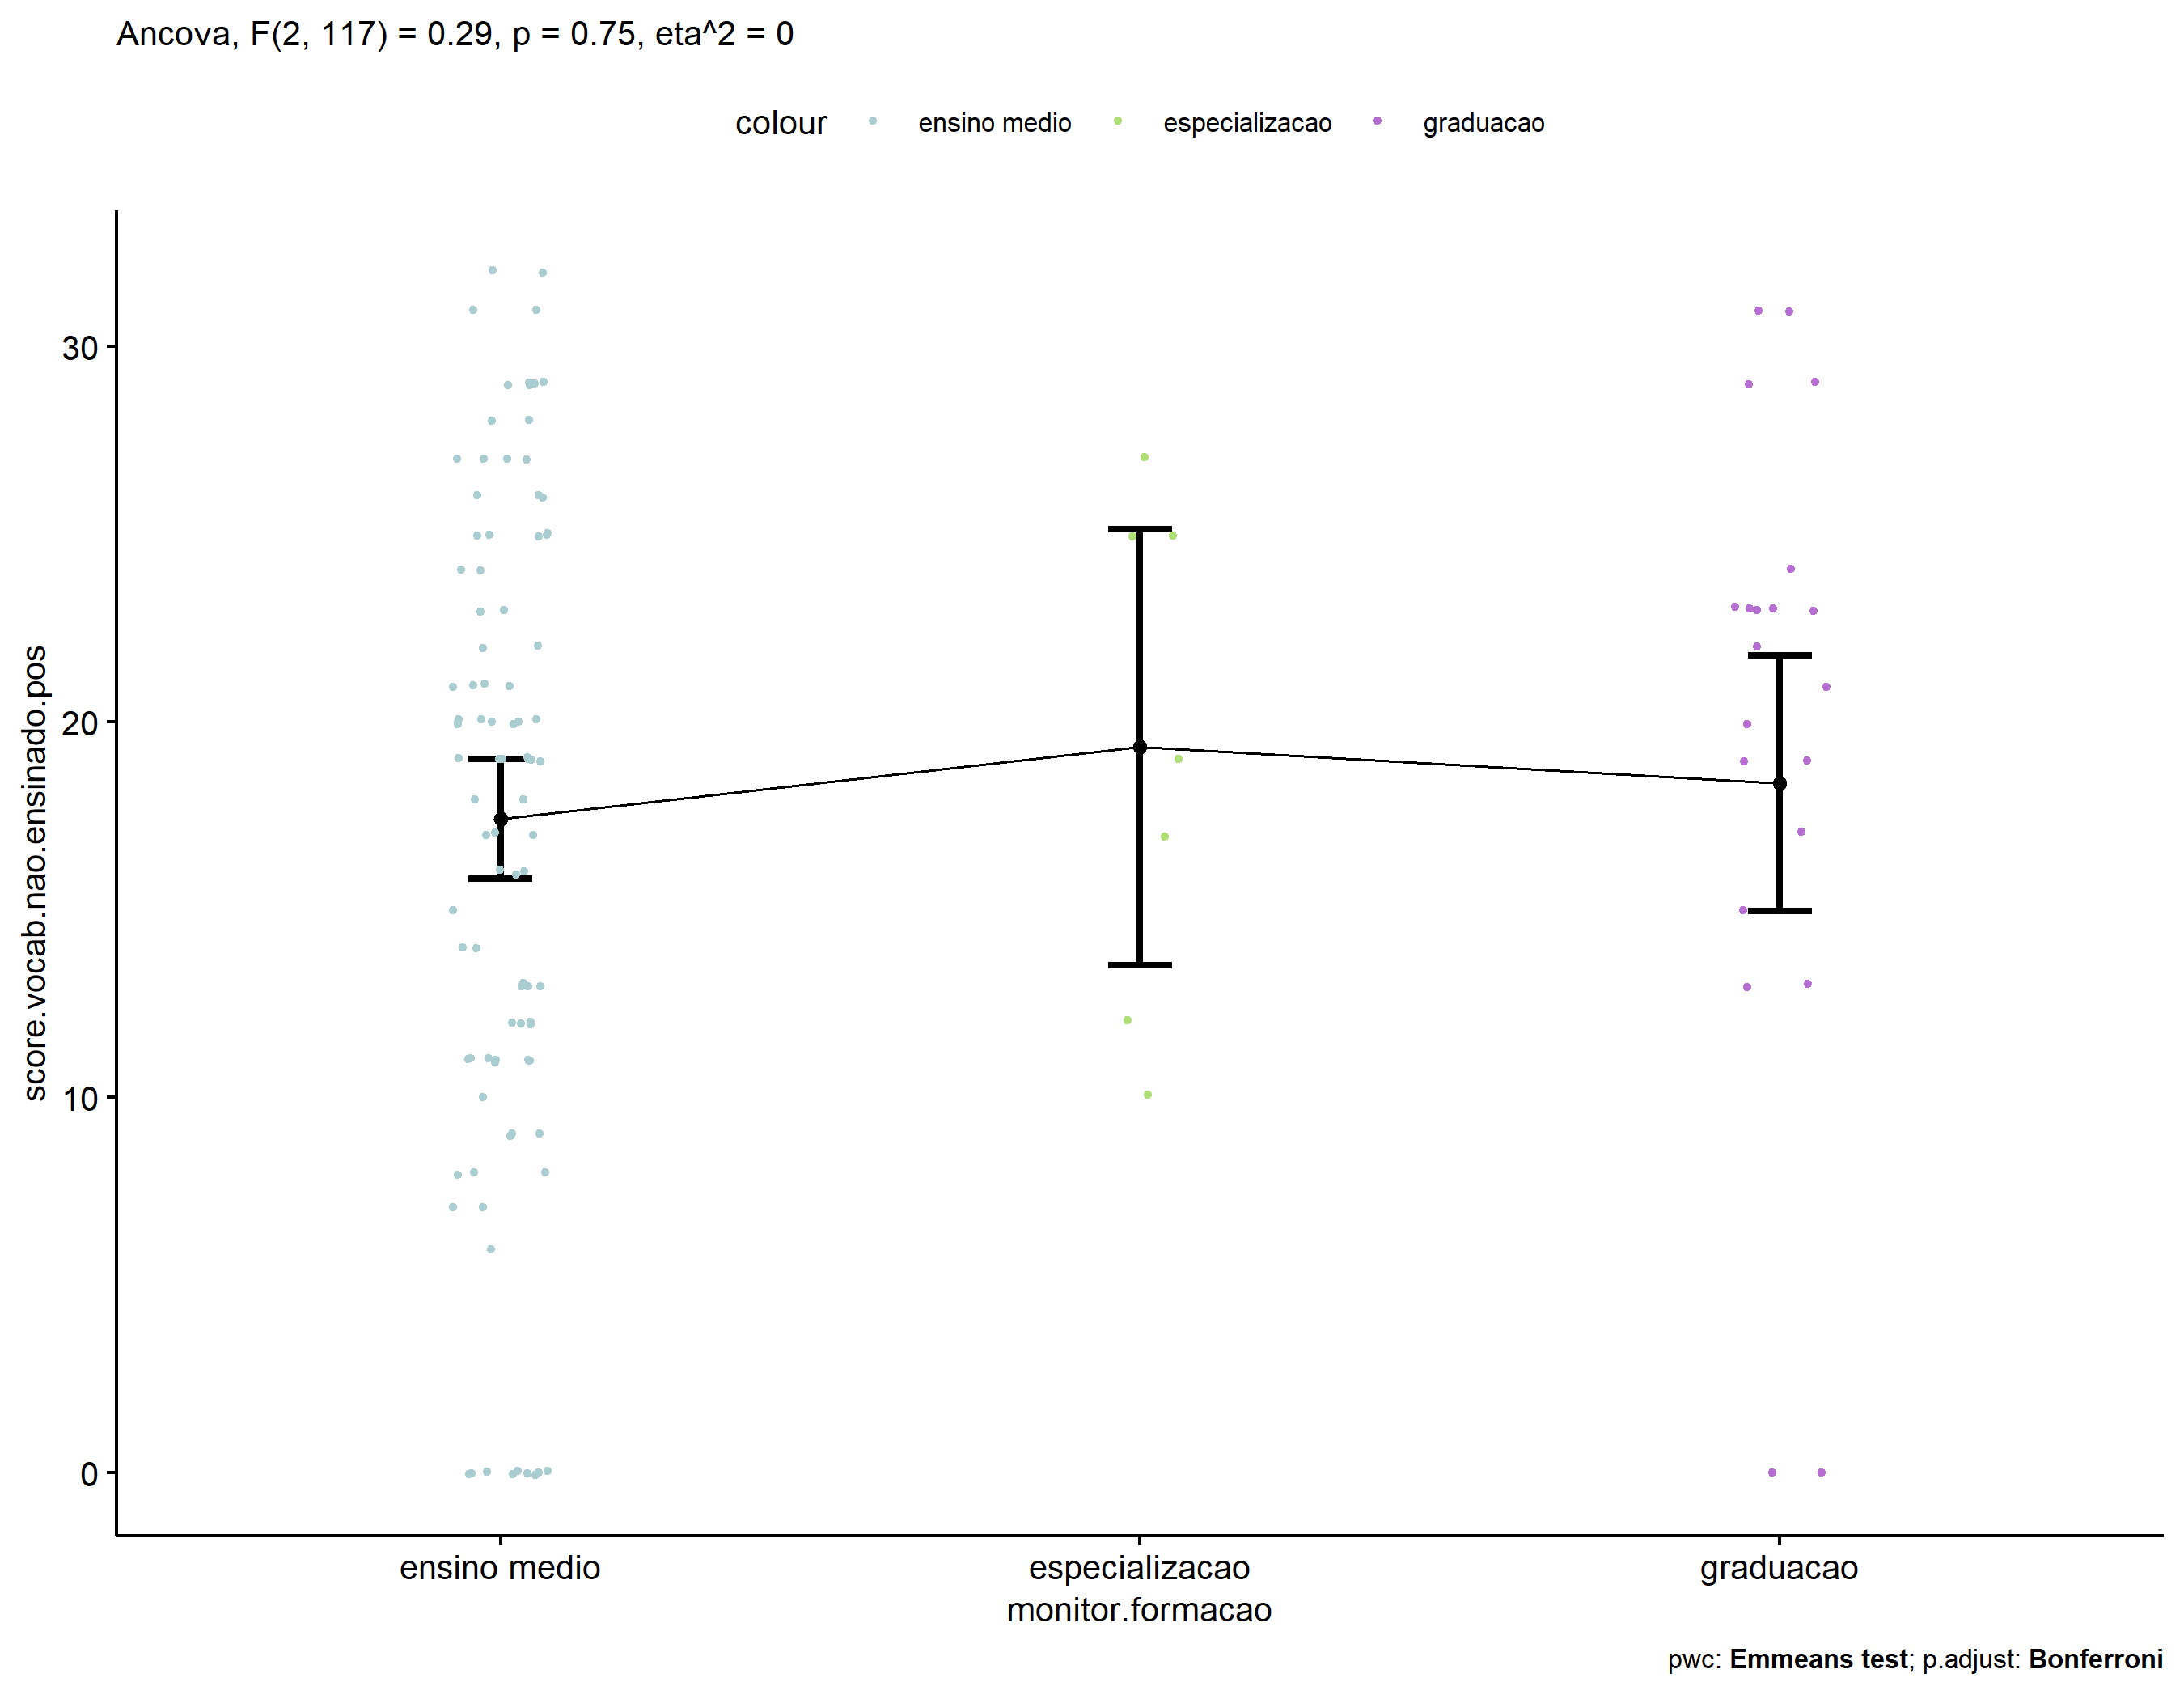 Ancova, F(2, 117) = 0.29, p = 0.75, eta^2 = 0
colour ensino medio especializacao graduacao
score.vocab.nao.ensinado.pos
30
20
10
0
ensino medio especializacao graduacao
monitor.formacao
pwc: Emmeans test; p.adjust: Bonferroni